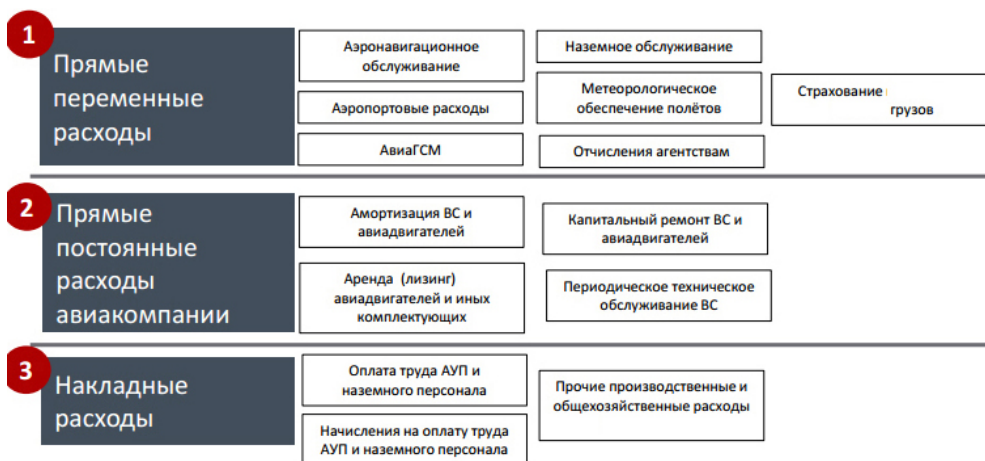 1
Прямые
переменные
расходы
Аэронавигационное
обслуживание
Аэропортовые расходы
АвиаГСМ
Наземное обслуживание
Метеорологическое
обеспечение полётов
Отчисления агентствам
Страхование
грузов
2
Прямые
постоянные
расходы
авиакомпании
Амортизация ВС и
авиадвигателей
Аренда (лизинг)
авиадвигателей и иных
комплектующих
Капитальный ремонт ВС и
авиадвигателей
Периодическое техническое
обслуживание ВС
3
Накладные
расходы
Оплата труда АУП и
наземного персонала
Начисления на оплату труда
АУП и наземного персонала
Прочие производственные и
общехозяйственные расходы